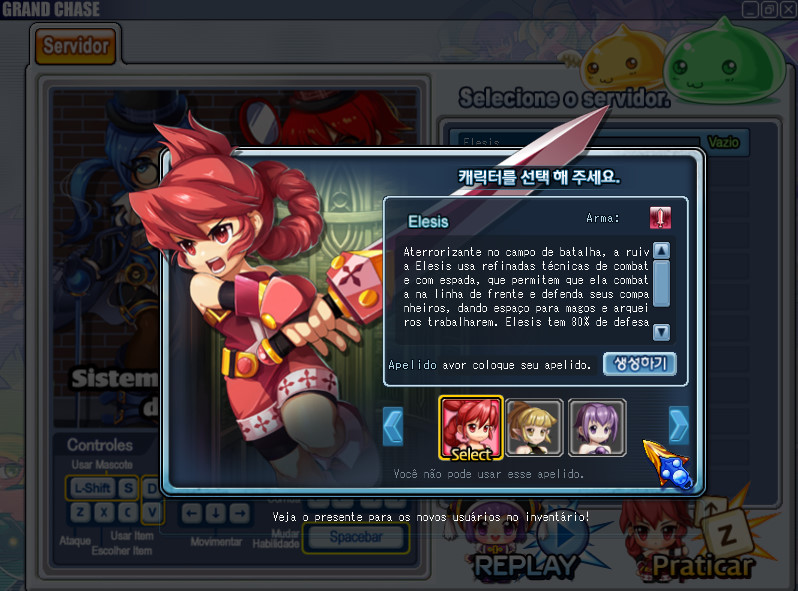 GRAND CHASE
Servidor
Selecione o servidor.
Elesis
Vazio
캐릭터를 선택 해 주세요.
Elesis
Arma:
Aterrorizante no campo de batalha, a ruiv
a Elesis usa refinadas técnicas de combat
e com espada, que permitem que ela combat
a na linha de frente e defenda seus compa
nheiros, dando espaço para magos e arquei
ros trabalharem. Elesis tem 80% de defesa
Apelido avor coloque seu apelido.
생성하기
Select
Você não pode usar esse apelido.
Sistem
d
Controles
Usar Mascote
L-Shift S D
Z X C V
Ataque
Usar Item
Escolher Item
Movimentar
Mudar
Habilidade
Spacebar
Veja o presente para os novos usuários no inventário!
REPLAY
Z
Praticar